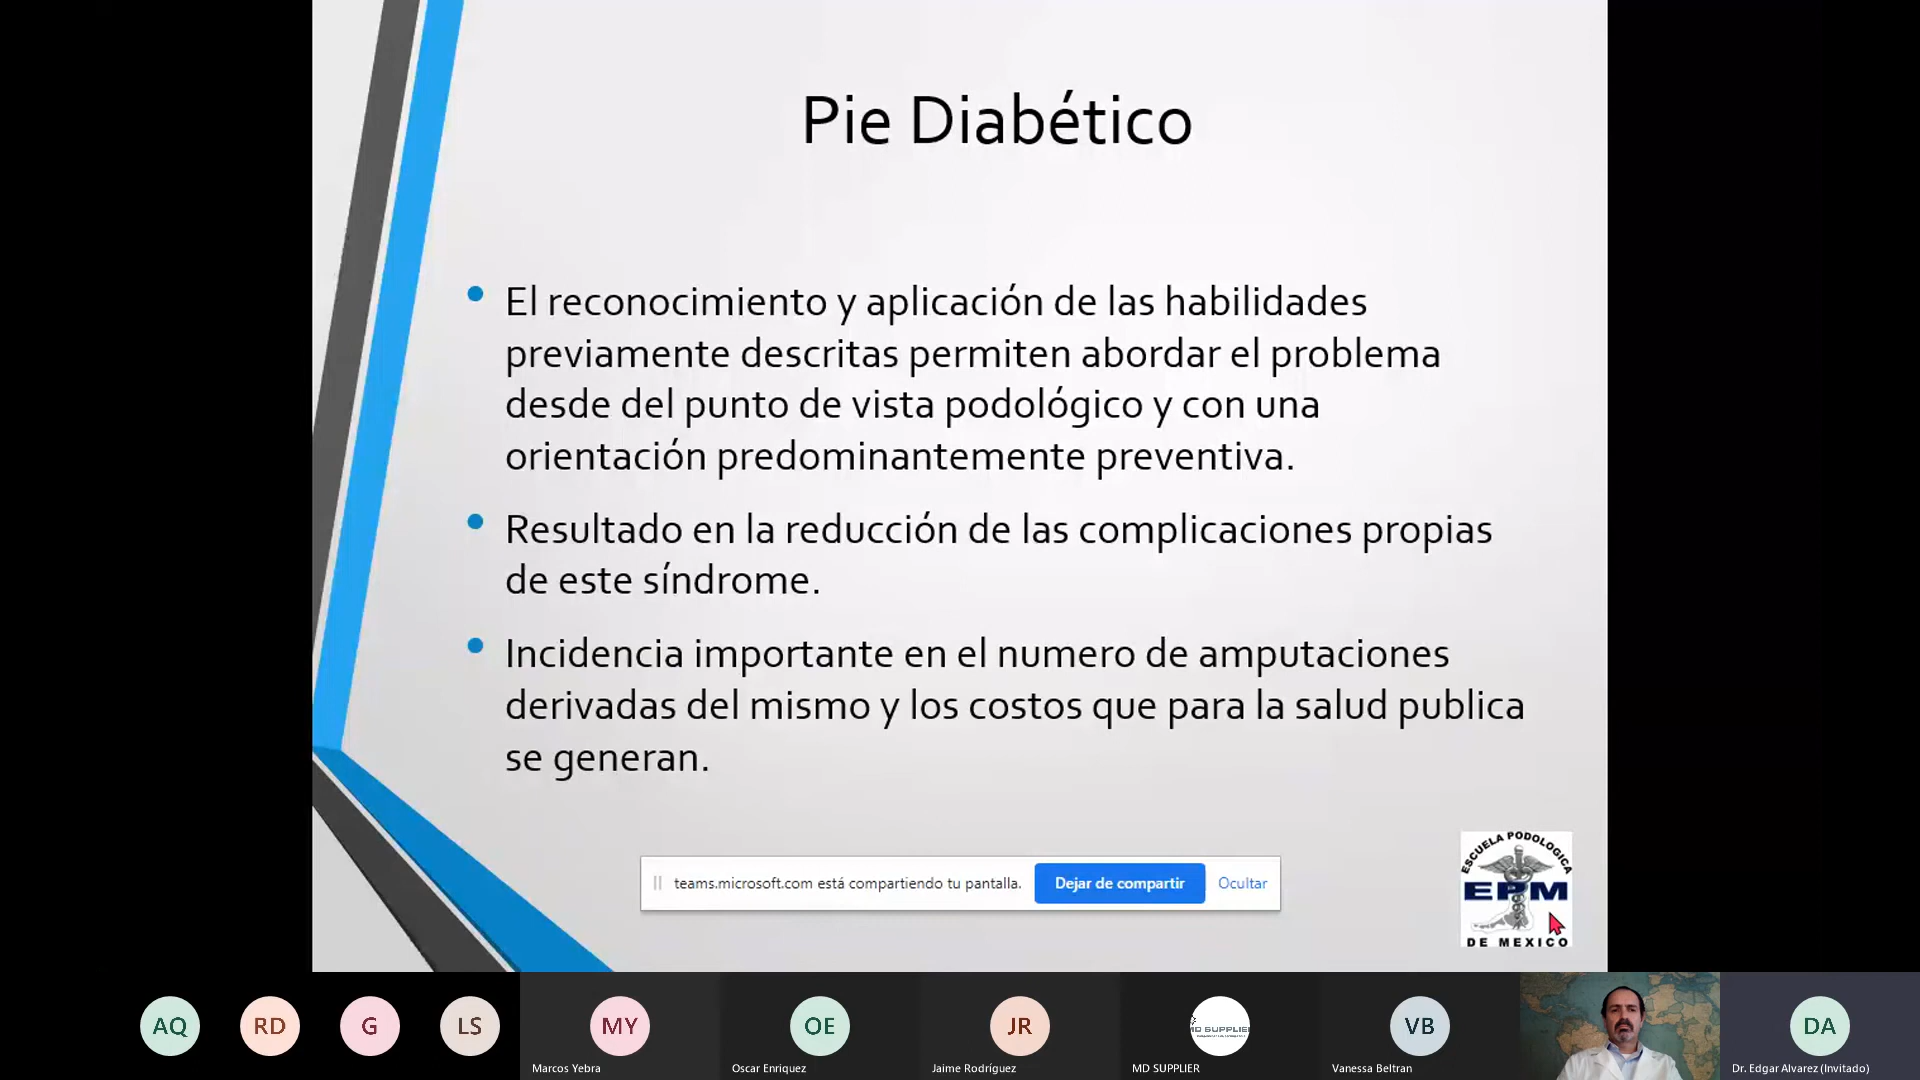 Pie Diabético
El reconocimiento y aplicación de las habilidades
previamente descritas permiten abordar el problema
desde del punto de vista podológico y con una
orientación predominantemente preventiva.
Resultado en la reducción de las complicaciones propias
de este síndrome.
Incidencia importante en el numero de amputaciones
derivadas del mismo y los costos que para la salud publica
se generan.
ESCUELA PODOLOGICA
EPM
DE MEXICO
teams.microsoft.com está compartiendo tu pantalla.
Dejar de compartir
Ocultar
AQ
RD
G
LS
MY
OE
JR
MD SUPPLIER
VB
DA
Marcos Yebra
Oscar Enriquez
Jaime Rodríguez
MD SUPPLIER
Vanessa Beltran
Dr. Edgar Alvarez (Invitado)